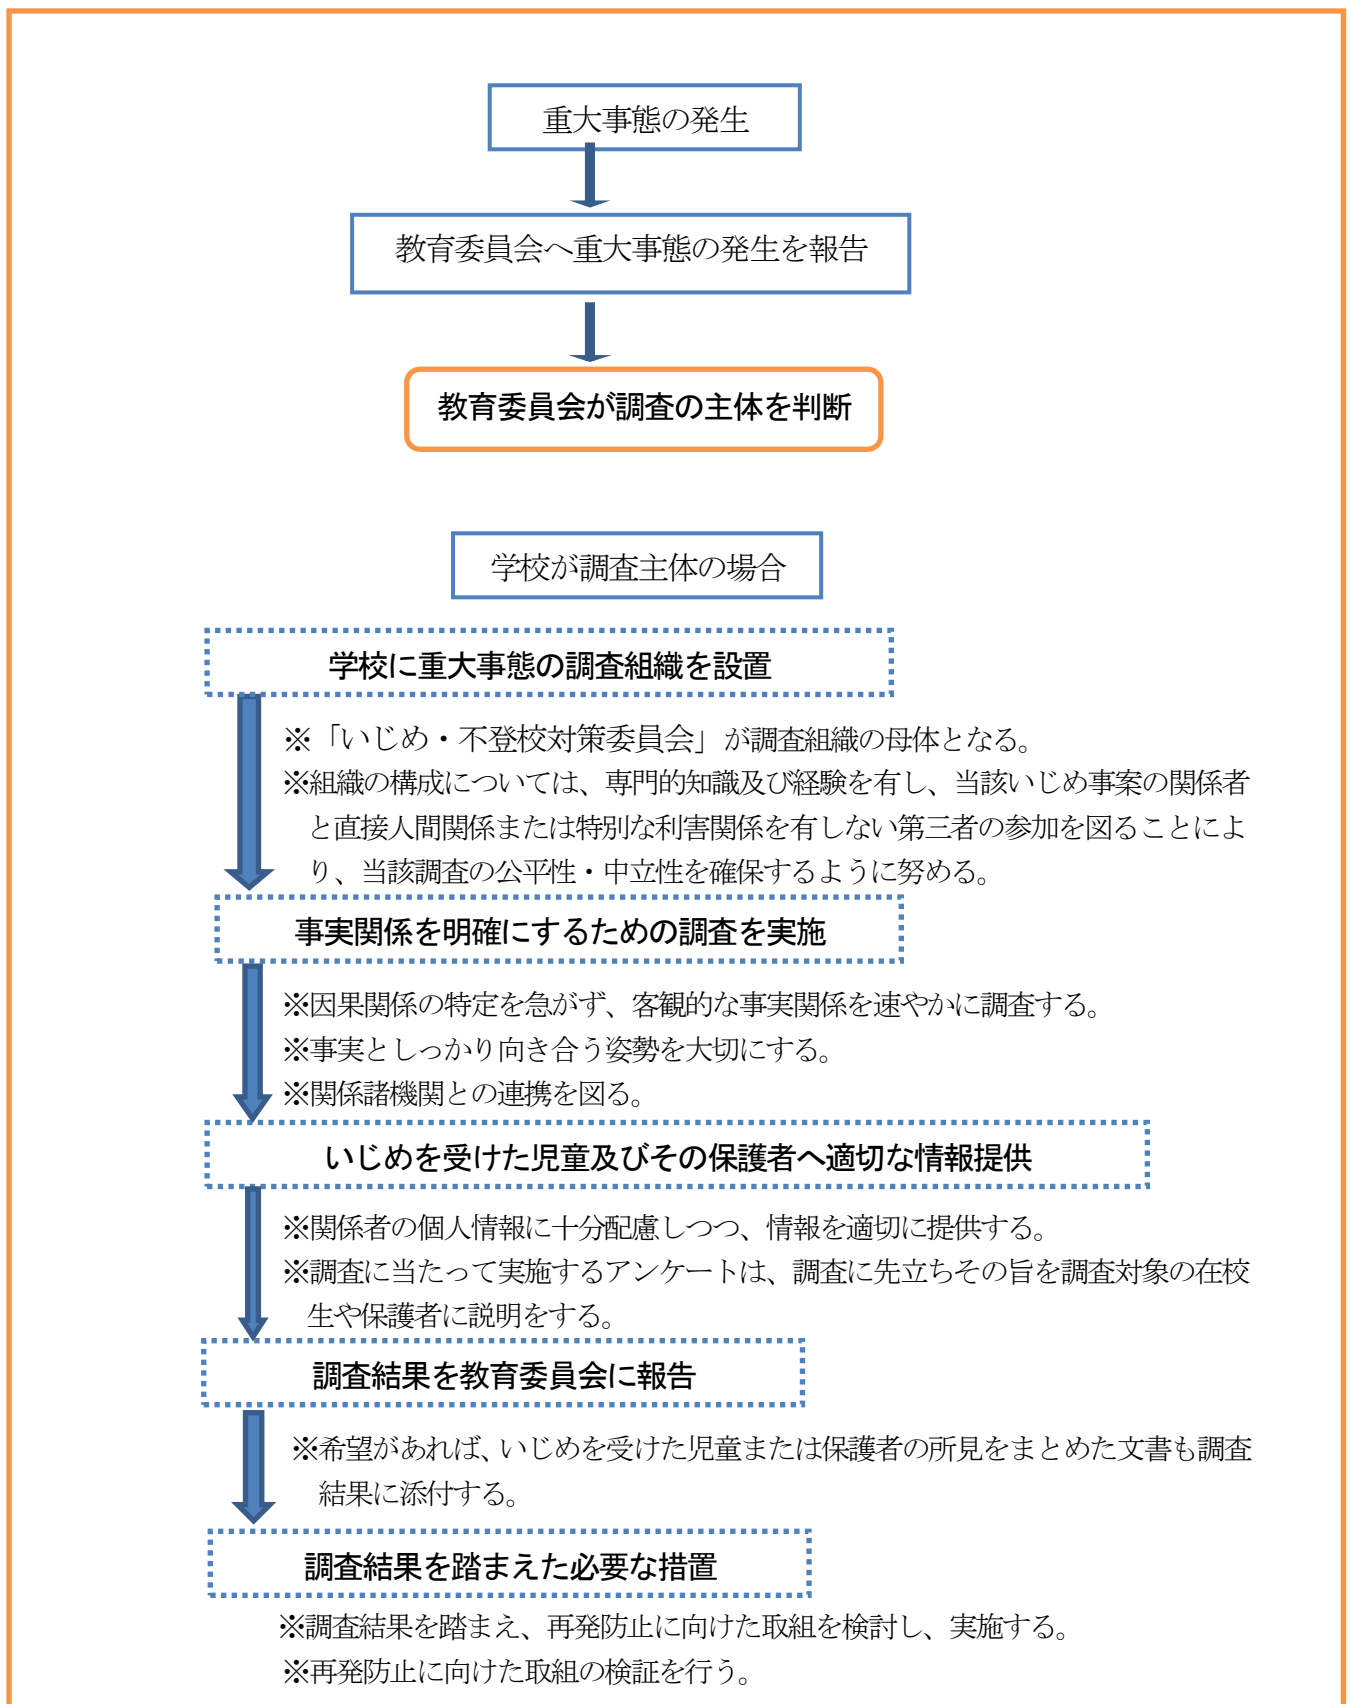 重大事態の発生
教育委員会へ重大事態の発生を報告
教育委員会が調査の主体を判断
学校が調査主体の場合
学校に重大事態の調査組織を設置
※「いじめ・不登校対策委員会」が調査組織の母体となる。
※組織の構成については、専門的知識及び経験を有し、当該いじめ事案の関係者
と直接人間関係または特別な利害関係を有しない第三者の参加を図ることによ
り、当該調査の公平性・中立性を確保するように努める。
事実関係を明確にするための調査を実施
※因果関係の特定を急がず、客観的な事実関係を速やかに調査する。
※事実としっかり向き合う姿勢を大切にする。
※関係諸機関との連携を図る。
いじめを受けた児童及びその保護者へ適切な情報提供
※関係者の個人情報に十分配慮しつつ、情報を適切に提供する。
※調査に当たって実施するアンケートは、調査に先立ちその旨を調査対象の在校
生や保護者に説明をする。
調査結果を教育委員会に報告
※希望があれば、いじめを受けた児童または保護者の所見をまとめた文書も調査
結果に添付する。
調査結果を踏まえた必要な措置
※調査結果を踏まえ、再発防止に向けた取組を検討し、実施する。
※再発防止に向けた取組の検証を行う。